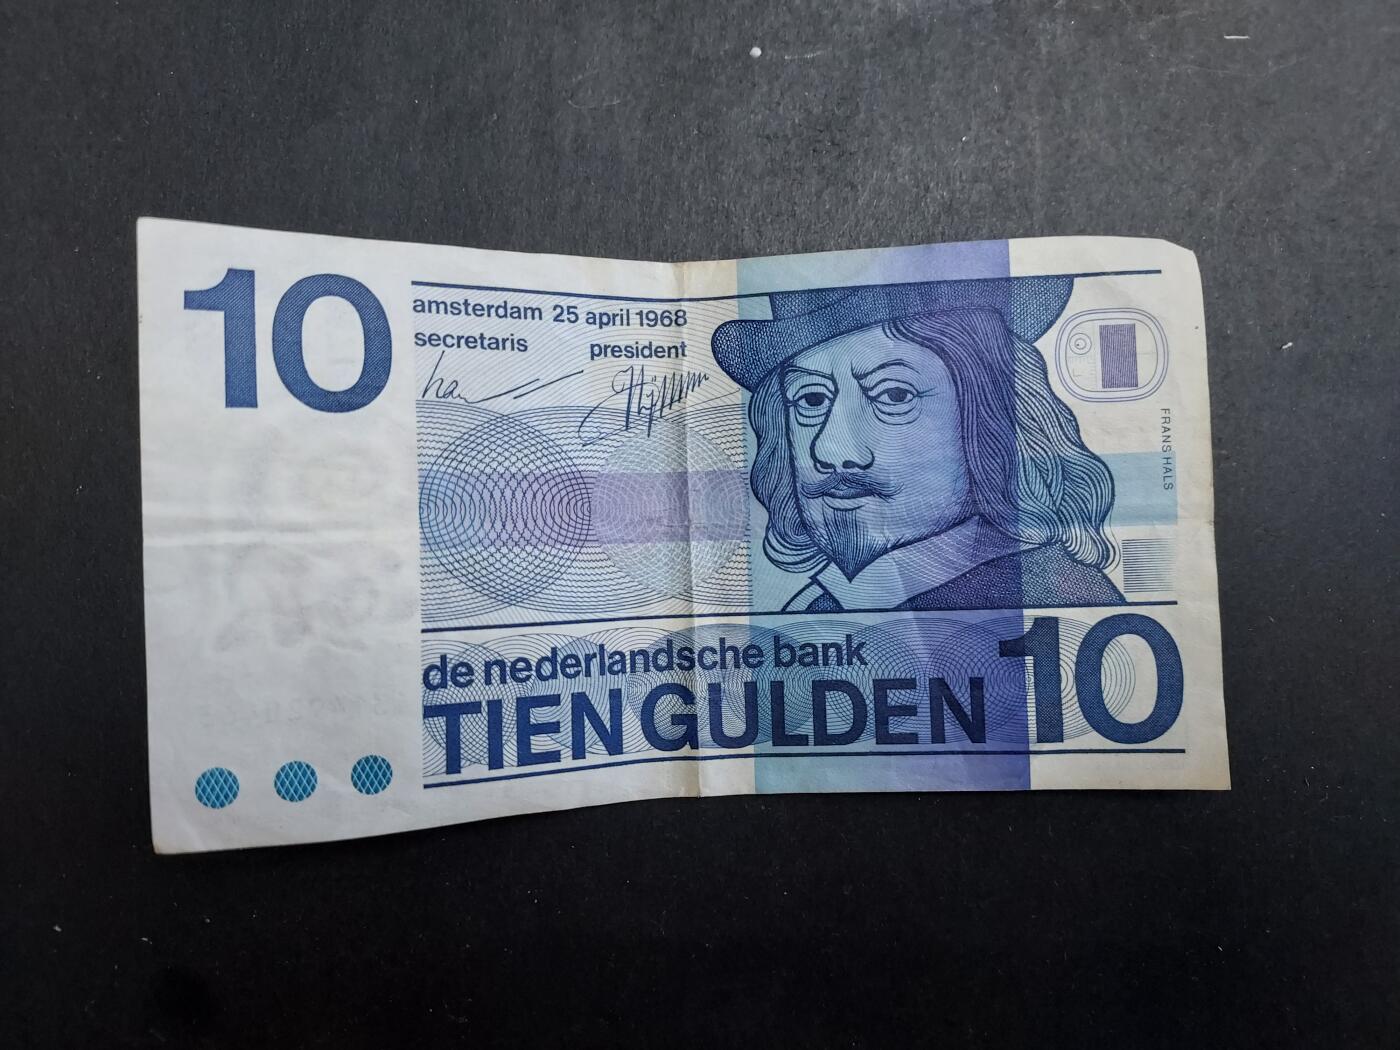 10
amsterdam 25 april 1968
secretaris president
FRANS HALS
de nederlandsche bank
TIEN GULDEN 10